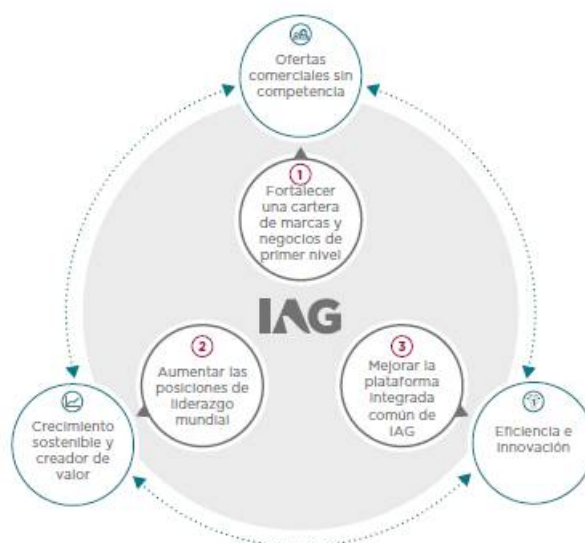 Ofertas
comerciales sin
competencia
1
Fortalecer
una cartera
de marcas y
negocios de
primer nivel
IAG
2
Aumentar las
posiciones de
liderazgo
mundial
3
Mejorar la
plataforma
integrada
común de
IAG
Crecimiento
sostenible y
creador de
valor
Eficiencia e
innovación